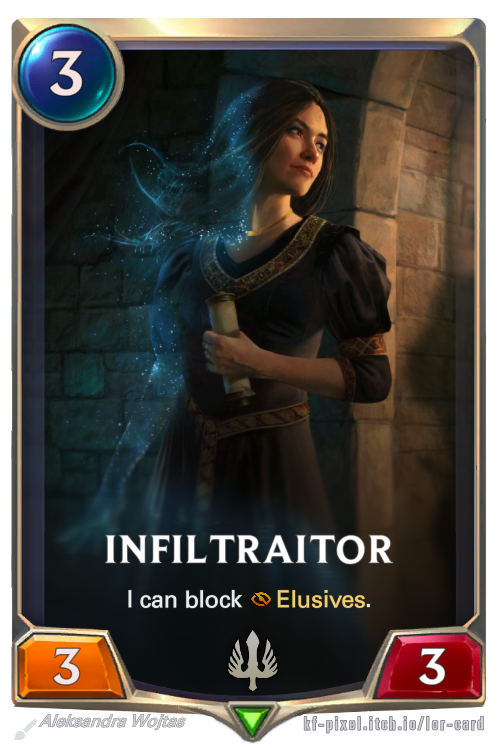 3
INFILTRAITOR
I can block Elusives.
3
3
Aleksandra Wojtas
kf-pixel.itch.io/lor-card